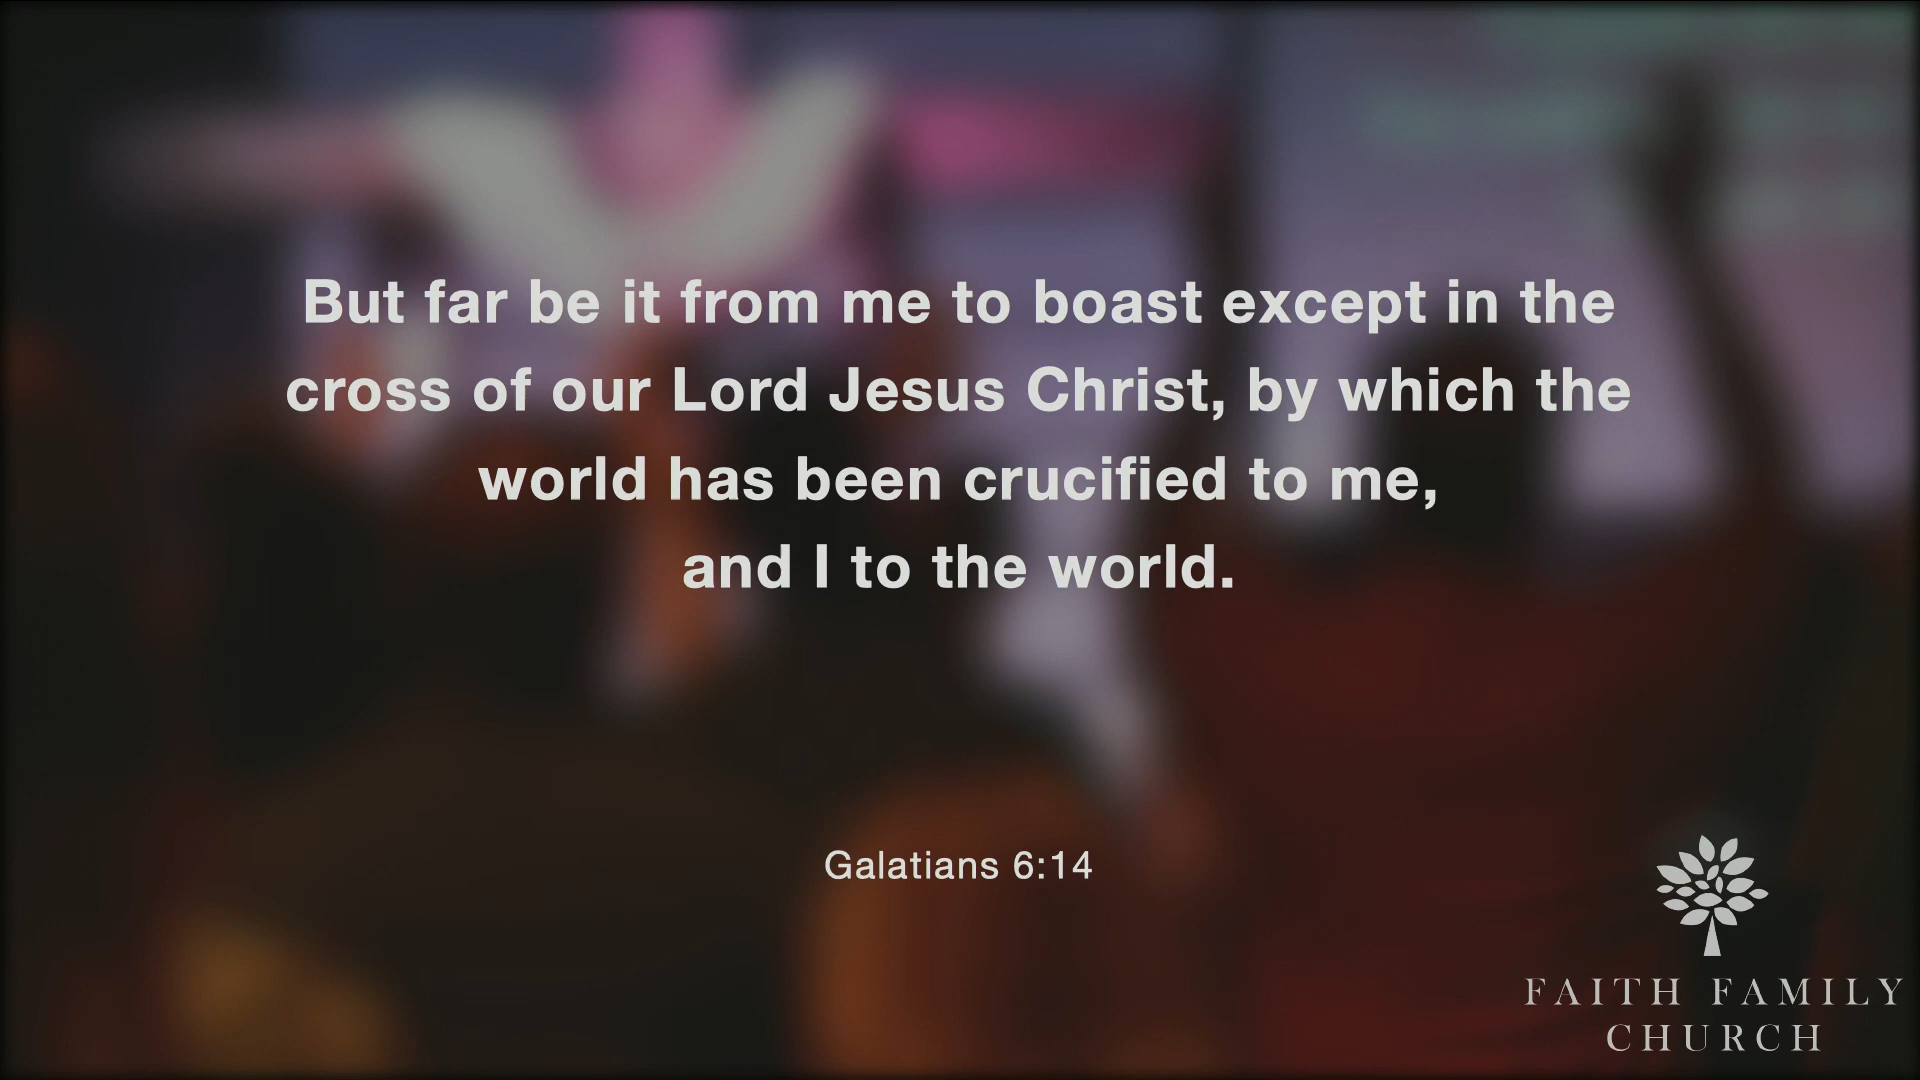 But far be it from me to boast except in the
cross of our Lord Jesus Christ, by which the
world has been crucified to me,
and I to the world.
Galatians 6:14
FAITH FAMILY
CHURCH